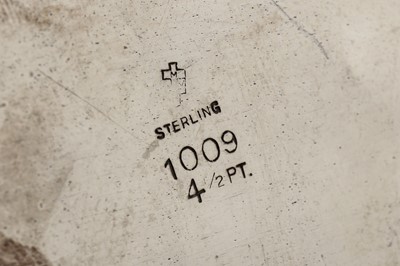 M
STERLING
1009
4 1/2 PT.